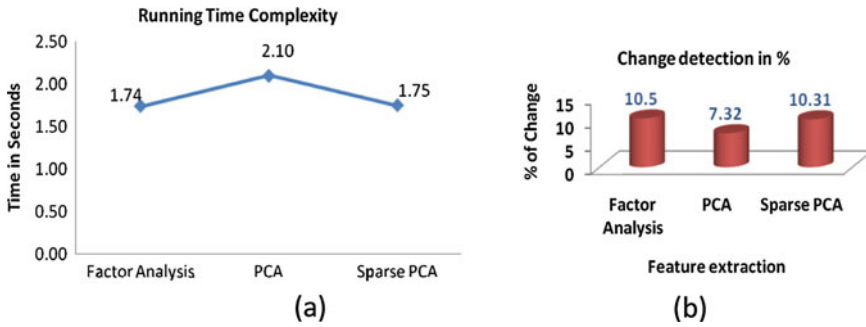 Running Time Complexity
2.50
2.00
1.50
1.00
0.50
0.00
Time in Seconds
1.74
2.10
1.75
Factor Analysis
PCA
Sparse PCA
(a)
Change detection in %
15
10
5
0
% of Change
10.5
7.32
10.31
Factor
Analysis
PCA
Sparse PCA
Feature extraction
(b)